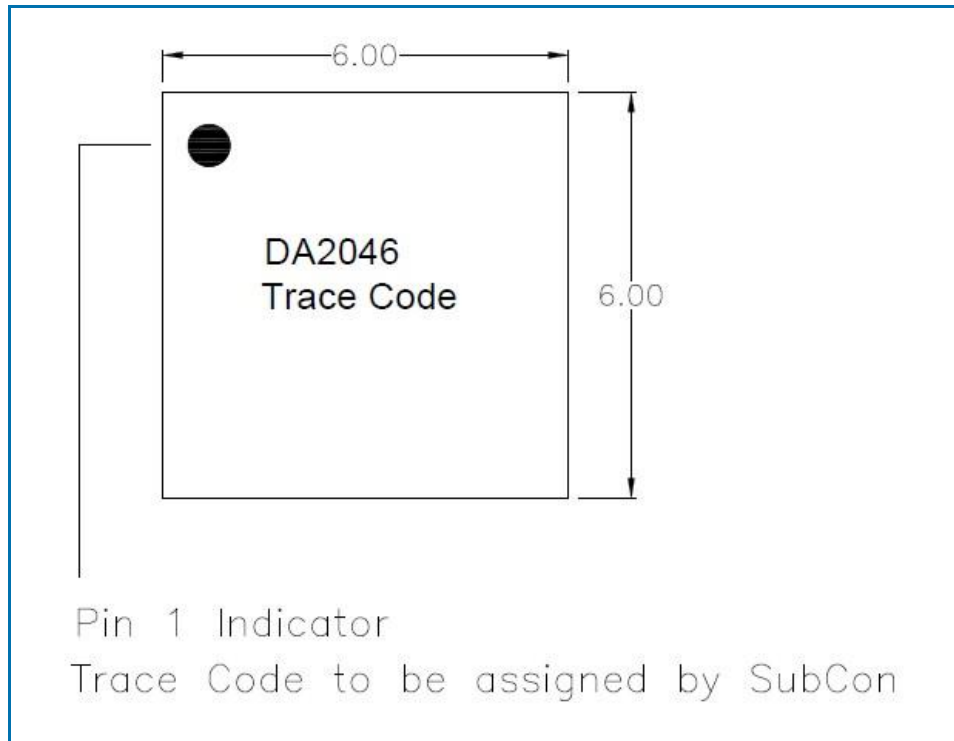 6.00
DA2046
Trace Code
6.00
Pin 1 Indicator
Trace Code to be assigned by SubCon